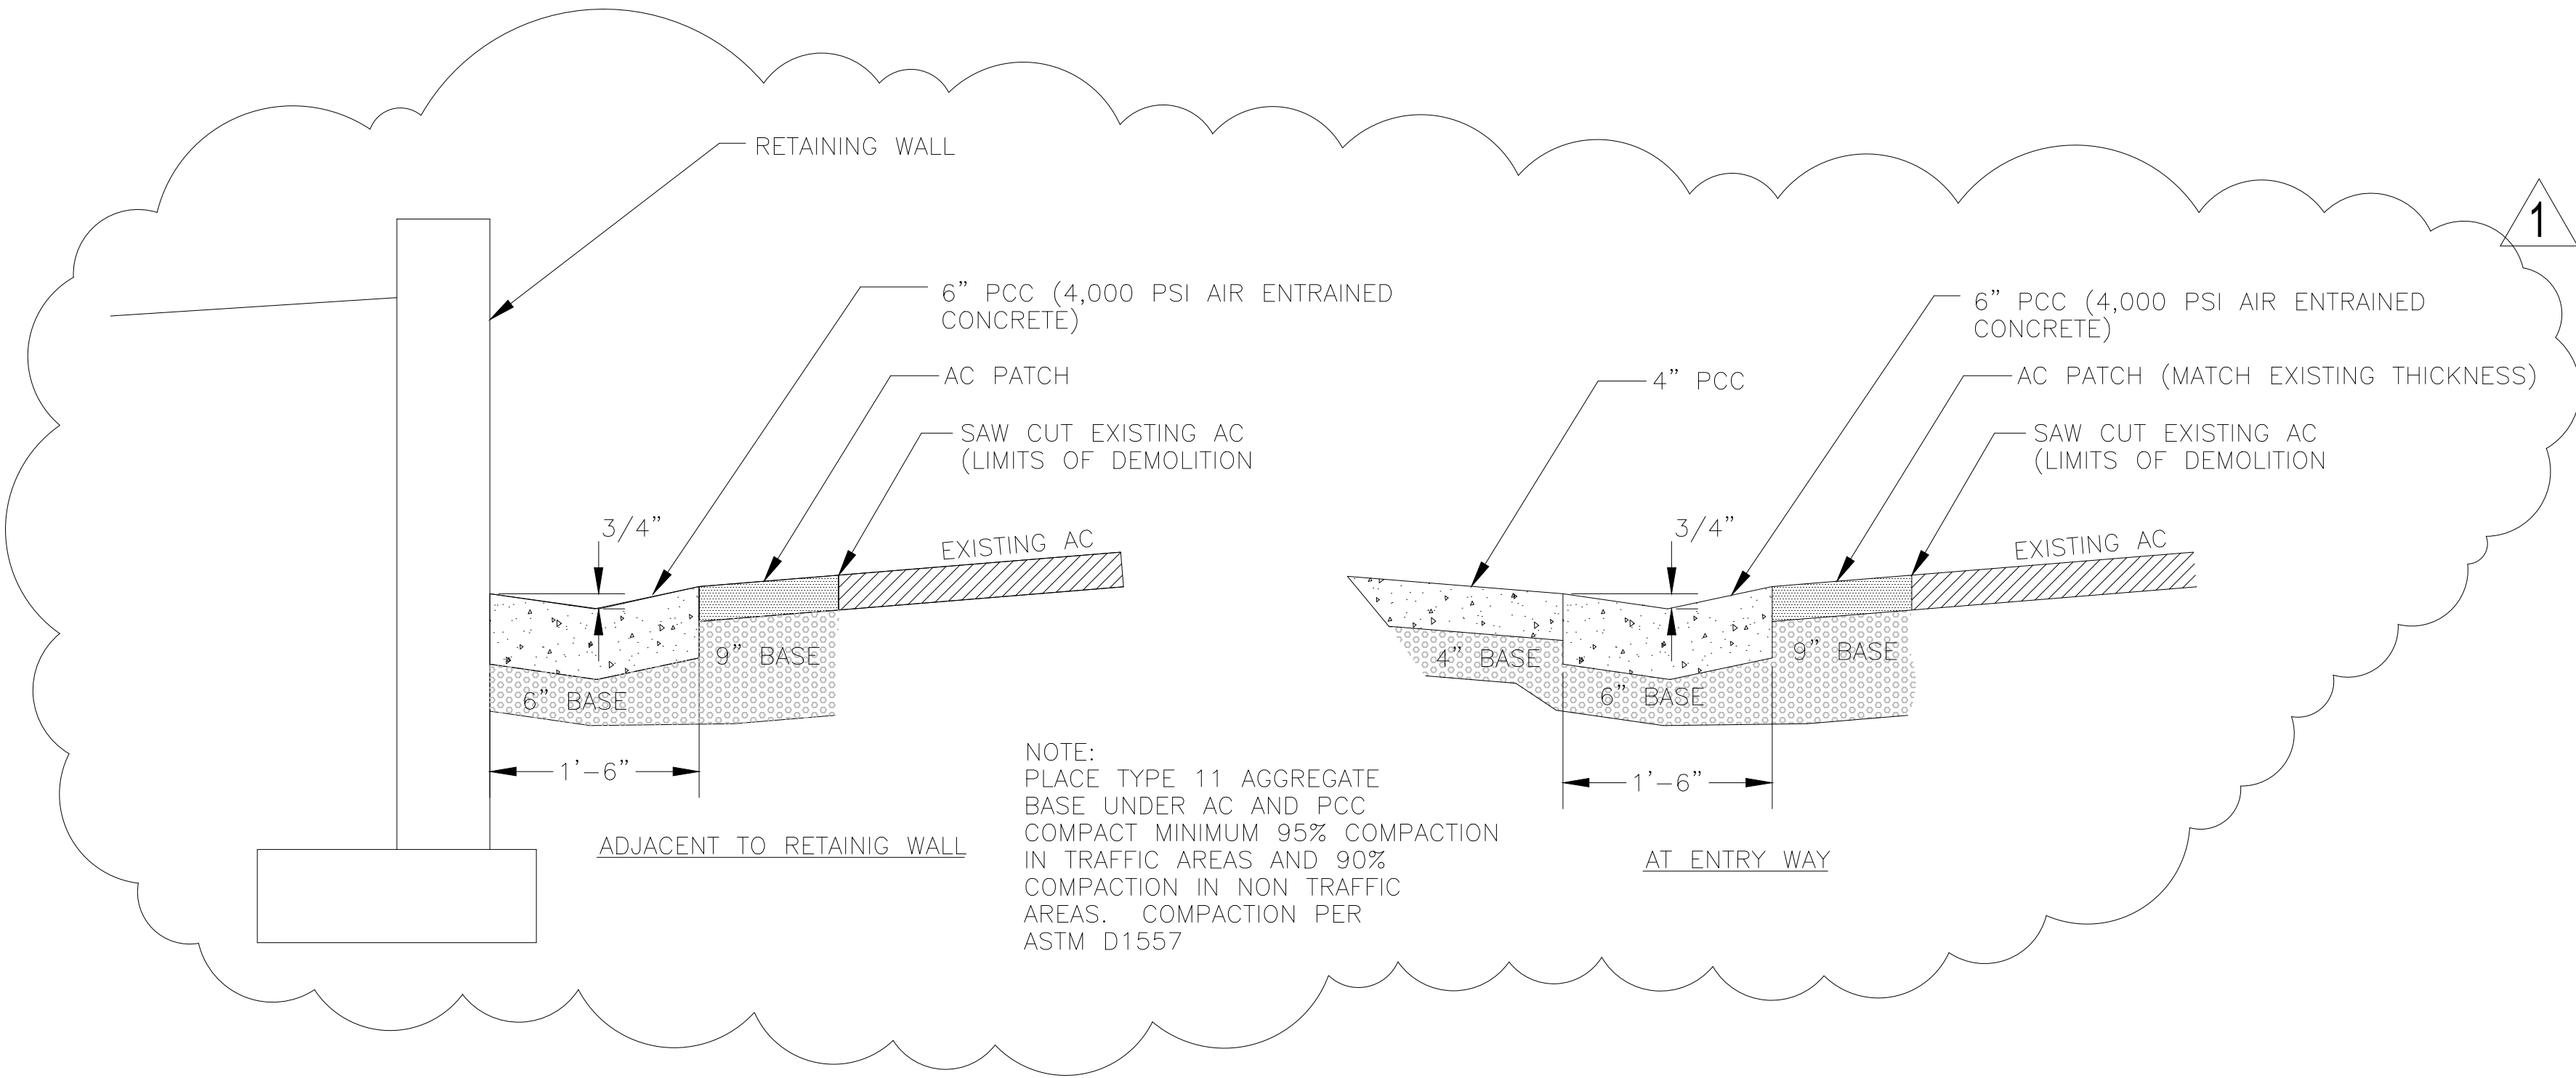 RETAINING WALL
6” PCC (4,000 PSI AIR ENTRAINED
CONCRETE)
AC PATCH
SAW CUT EXISTING AC
(LIMITS OF DEMOLITION
3/4”
EXISTING AC
9” BASE
6” BASE
1’-6”
ADJACENT TO RETAINIG WALL
NOTE:
PLACE TYPE 11 AGGREGATE
BASE UNDER AC AND PCC
COMPACT MINIMUM 95% COMPACTION
IN TRAFFIC AREAS AND 90%
COMPACTION IN NON TRAFFIC
AREAS. COMPACTION PER
ASTM D1557
1
6” PCC (4,000 PSI AIR ENTRAINED
CONCRETE)
4” PCC
AC PATCH (MATCH EXISTING THICKNESS)
SAW CUT EXISTING AC
(LIMITS OF DEMOLITION
3/4”
EXISTING AC
4” BASE
9” BASE
6” BASE
1’-6”
AT ENTRY WAY